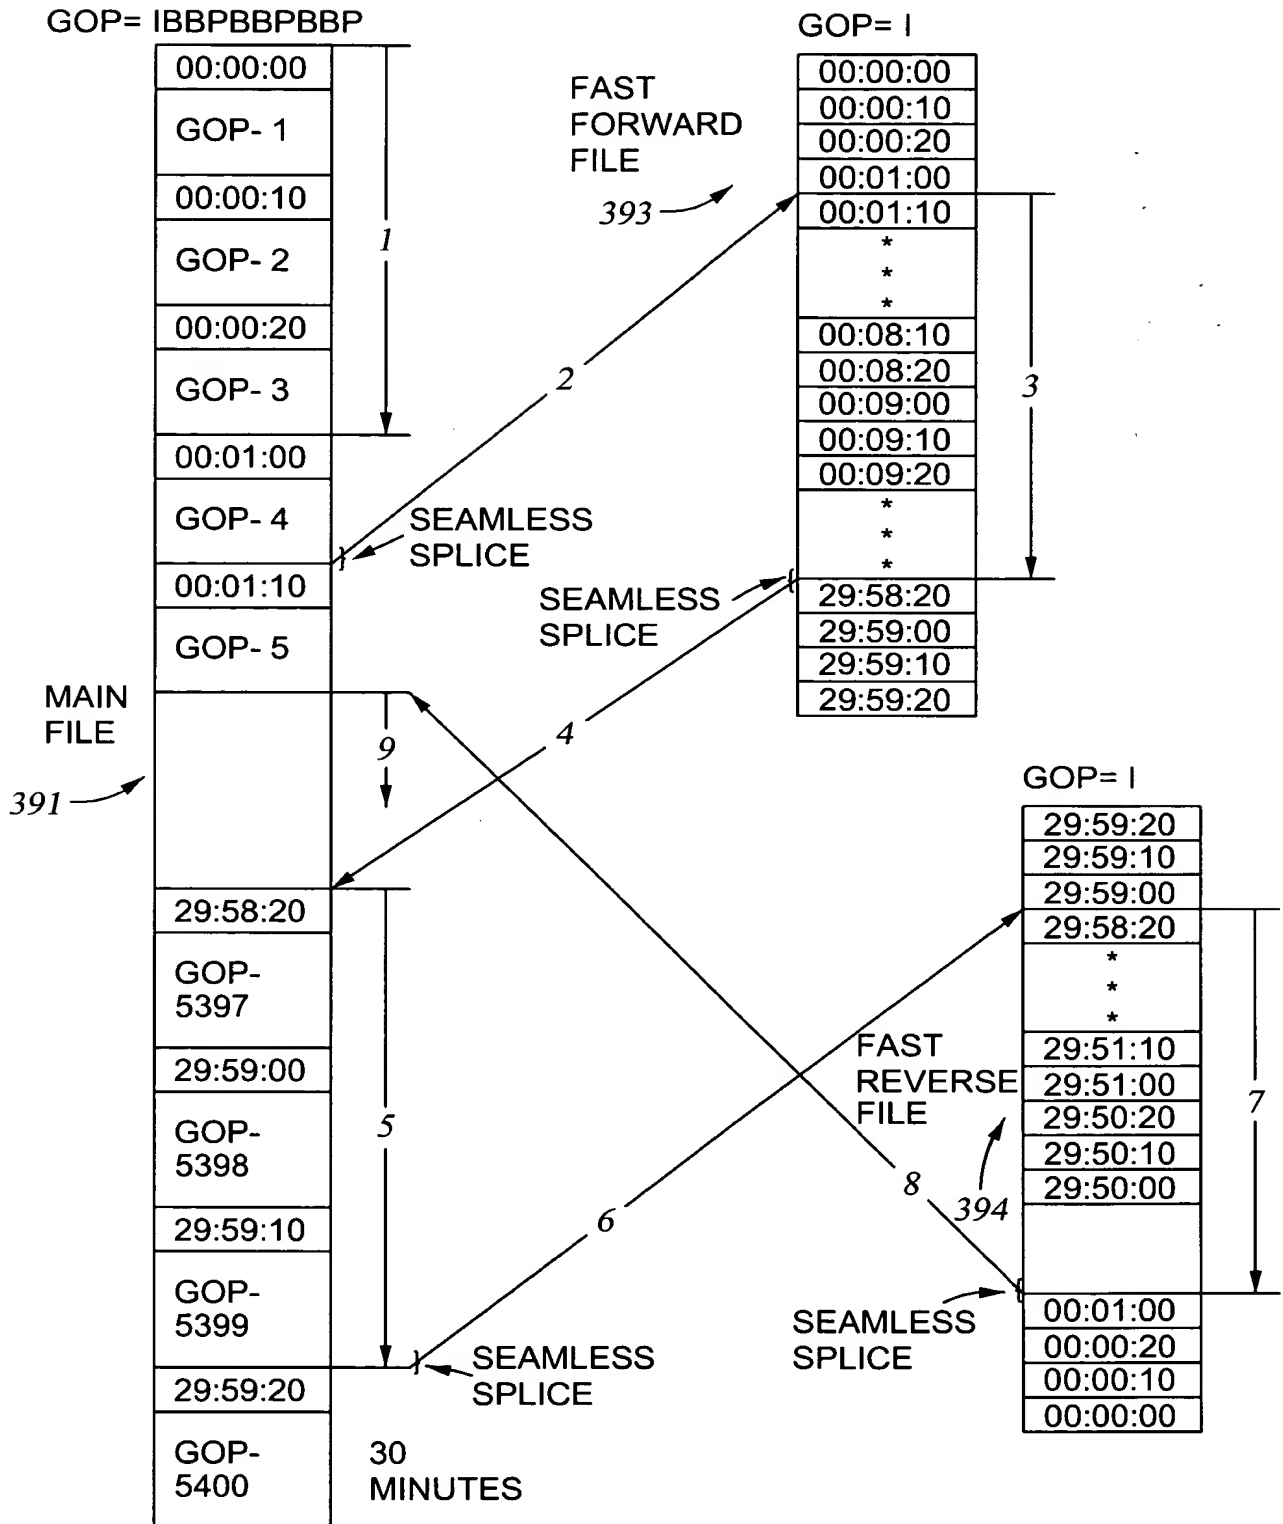 GOP= IBBPBBPBBP
00:00:00
GOP- 1
00:00:10
GOP- 2
00:00:20
GOP- 3
00:01:00
GOP- 4
00:01:10
GOP- 5
MAIN
FILE
391
29:58:20
GOP-
5397
29:59:00
GOP-
5398
29:59:10
GOP-
5399
29:59:20
GOP-
5400
30
MINUTES
1
2
SEAMLESS
SPLICE
9
4
5
6
SEAMLESS
SPLICE
GOP= I
FAST
FORWARD
FILE
393
00:00:00
00:00:10
00:00:20
00:01:00
00:01:10
*
*
*
00:08:10
00:08:20
00:09:00
00:09:10
00:09:20
*
*
*
29:58:20
29:59:00
29:59:10
29:59:20
3
SEAMLESS
SPLICE
GOP= I
29:59:20
29:59:10
29:59:00
29:58:20
*
*
*
29:51:10
29:51:00
29:50:20
29:50:10
29:50:00
00:01:00
00:00:20
00:00:10
00:00:00
7
FAST
REVERSE
FILE
394
8
SEAMLESS
SPLICE